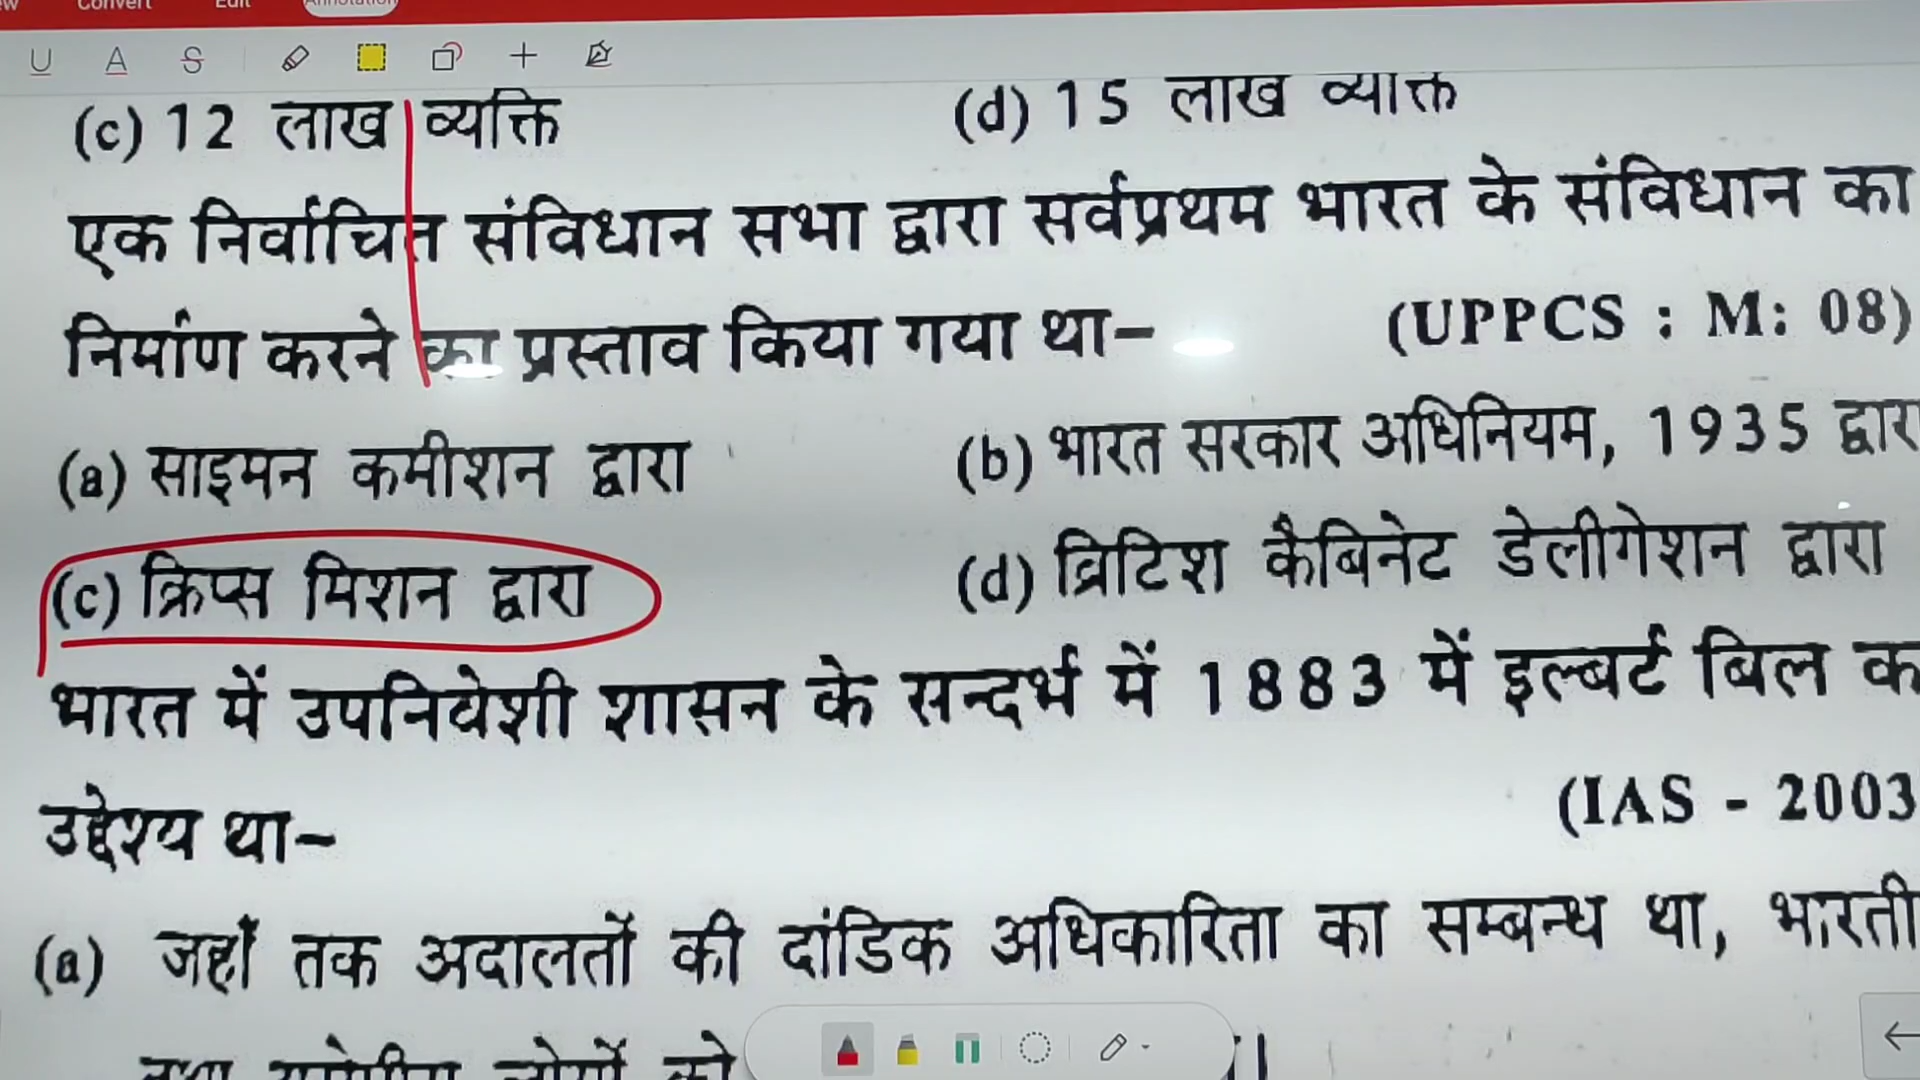 Convert Edit Annotation
U A S
(c) 12 लाख व्यक्ति (d) 15 लाख व्यक्ति
एक निर्वाचित संविधान सभा द्वारा सर्वप्रथम भारत के संविधान का
निर्माण करने का प्रस्ताव किया गया था– (UPPCS : M: 08)
(a) साइमन कमीशन द्वारा (b) भारत सरकार अधिनियम, 1935 द्वार
(c) क्रिप्स मिशन द्वारा (d) ब्रिटिश कैबिनेट डेलीगेशन द्वारा
भारत में उपनिवेशी शासन के सन्दर्भ में 1883 में इल्बर्ट बिल क
उद्देश्य था– (IAS - 2003
(a) जहाँ तक अदालतों की दांडिक अधिकारिता का सम्बन्ध था, भारती